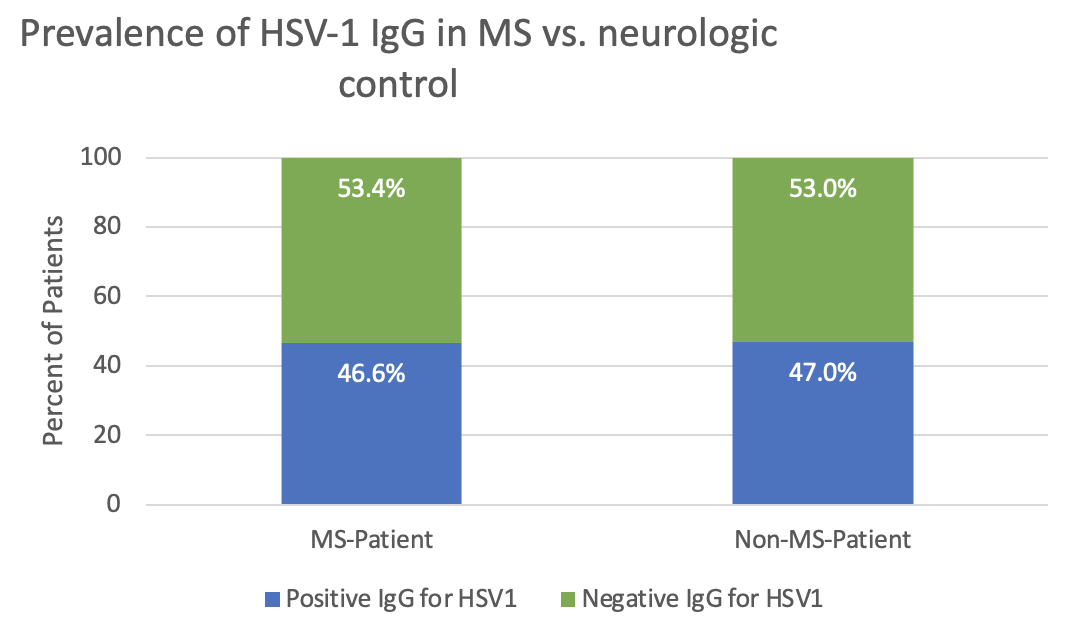 Prevalence of HSV-1 IgG in MS vs. neurologic
control
Percent of Patients
100
80
60
40
20
0
53.4%
53.0%
46.6%
47.0%
MS-Patient
Non-MS-Patient
Positive IgG for HSV1
Negative IgG for HSV1